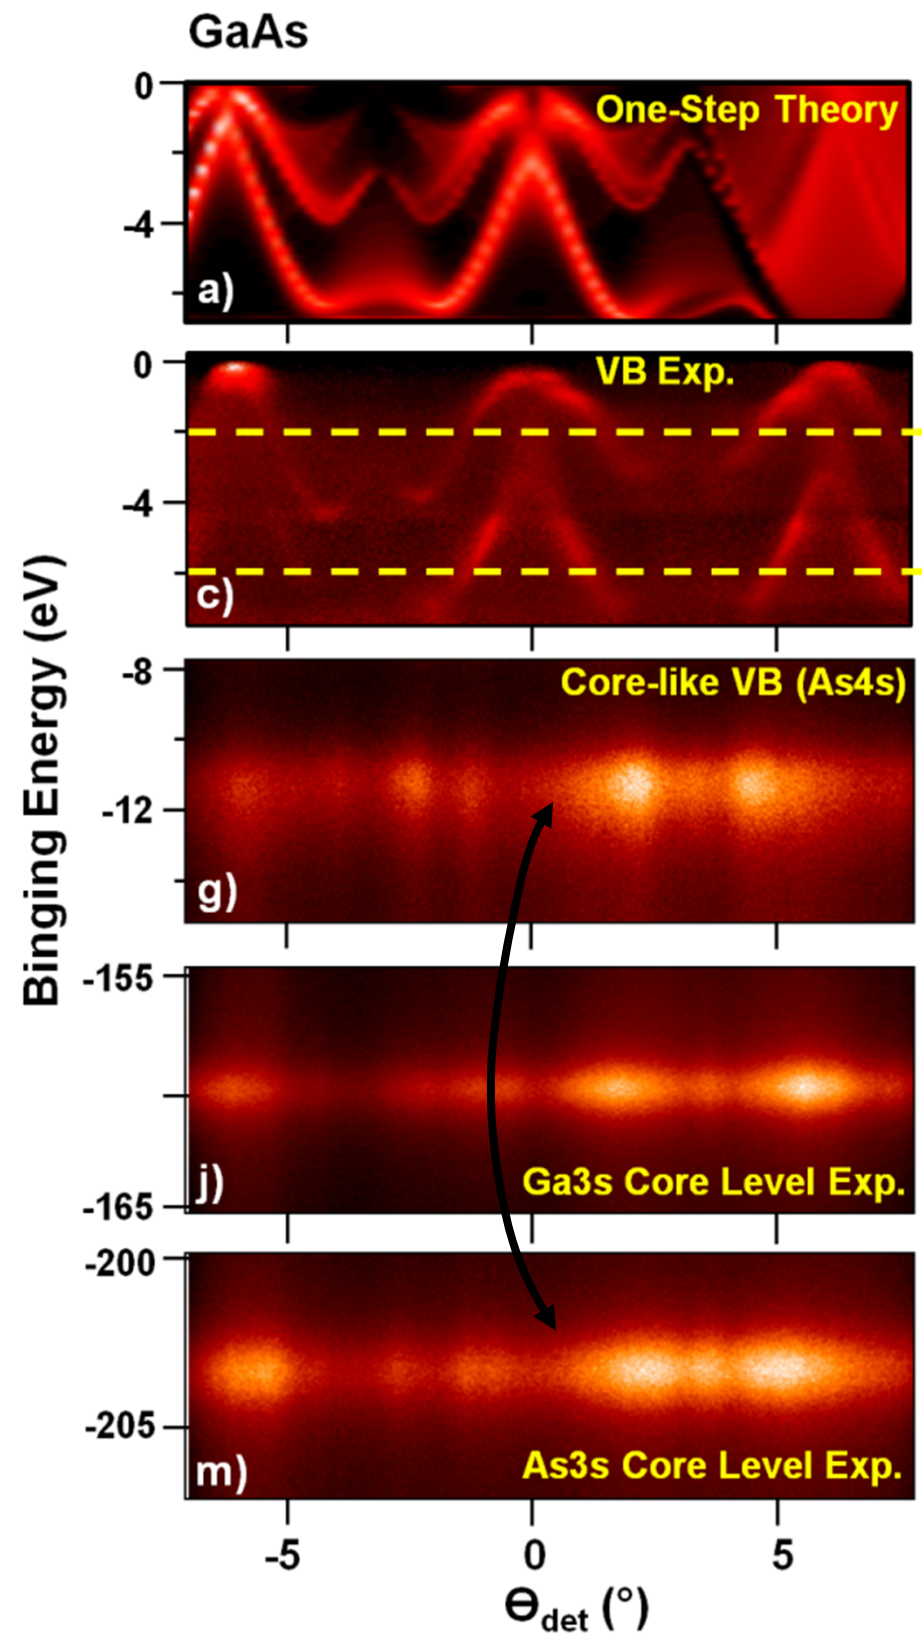 GaAs
0
One-Step Theory
-4
a)
0
VB Exp.
-4
c)
Binging Energy (eV)
-8
Core-like VB (As4s)
-12
g)
-155
j)
Ga3s Core Level Exp.
-165
-200
-205
m)
As3s Core Level Exp.
-5 0 5
Ɵdet (°)